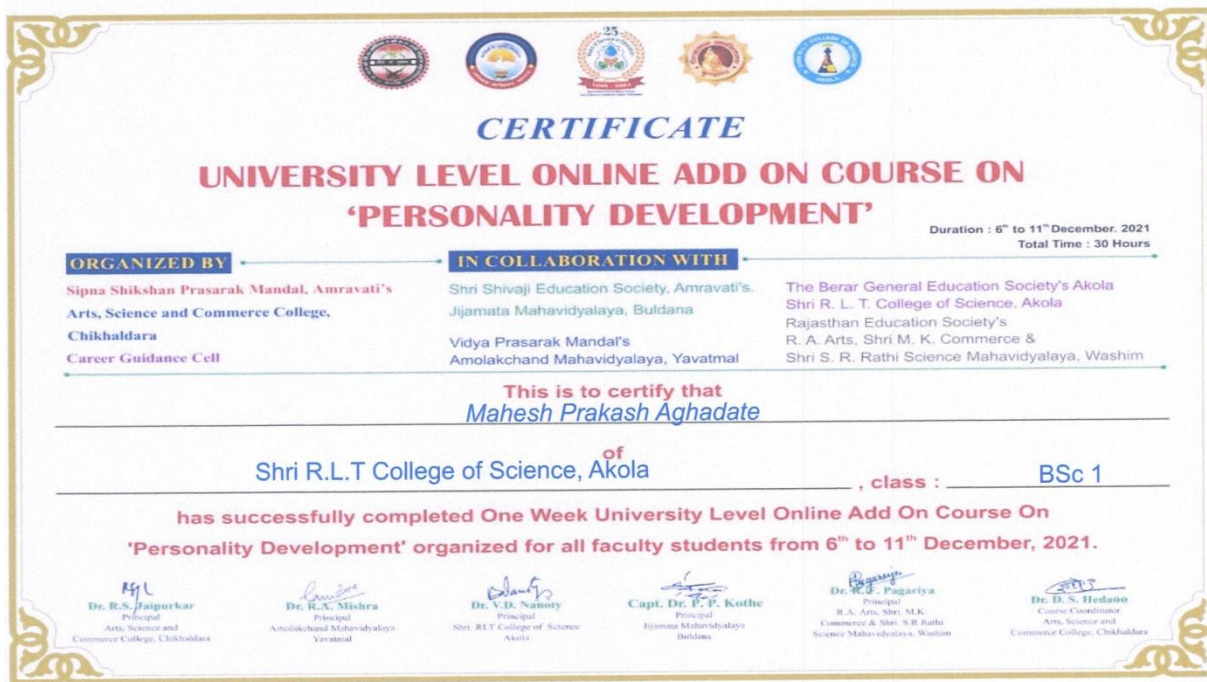 25
CERTIFICATE
UNIVERSITY LEVEL ONLINE ADD ON COURSE ON
‘PERSONALITY DEVELOPMENT’
Duration : 6th to 11th December. 2021
Total Time : 30 Hours
ORGANIZED BY
Sipna Shikshan Prasarak Mandal, Amravati's
Arts, Science and Commerce College,
Chikhaldara
Career Guidance Cell
IN COLLABORATION WITH
Shri Shivaji Education Society, Amravati's.
Jijamata Mahavidyalaya, Buldana
Vidya Prasarak Mandal's
Amolakchand Mahavidyalaya, Yavatmal
The Berar General Education Society's Akola
Shri R. L. T. College of Science, Akola
Rajasthan Education Society's
R. A. Arts, Shri M. K. Commerce &
Shri S. R. Rathi Science Mahavidyalaya, Washim
This is to certify that
Mahesh Prakash Aghadate
of
Shri R.L.T College of Science, Akola , class : BSc 1
has successfully completed One Week University Level Online Add On Course On
'Personality Development' organized for all faculty students from 6th to 11th December, 2021.
Dr. R.S. Jaipurkar
Principal
Arts, Science and
Commerce College, Chikhaldara
Dr. R.A. Mishra
Principal
Amolakchand Mahavidyalaya
Yavatmal
Dr. V.D. Nanoty
Principal
Shri RLT College of Science
Akola
Capt. Dr. P. P. Kothe
Principal
Jijamata Mahavidyalaya
Buldana
Dr. R. F. Pagariya
Principal
R.A. Arts, Shri. M.K.
Commerce & Shri. S.R Rathi
Science Mahavidyalaya, Washim
Dr. D. S. Hedaoo
Course Coordinator
Arts, Science and
Commerce College, Chikhaldara